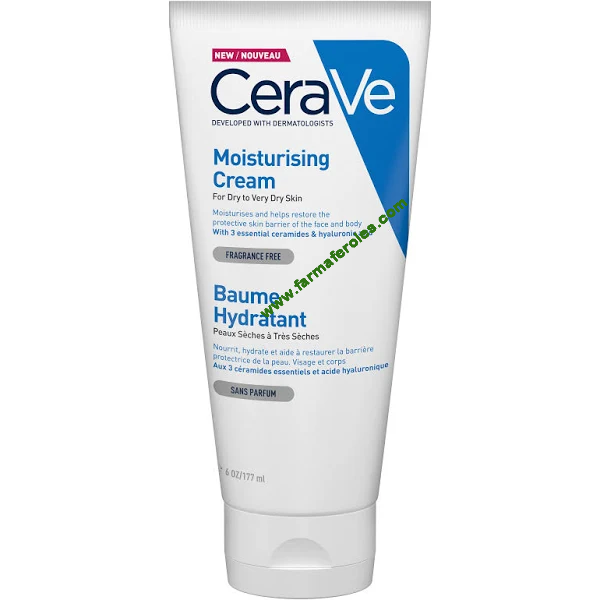 NEW / NOUVEAU
CeraVe
DEVELOPED WITH DERMATOLOGISTS
Moisturising
Cream
For Dry to Very Dry Skin
Moisturises and helps restore the
protective skin barrier of the face and body
With 3 essential ceramides & hyaluronic
FRAGRANCE FREE
www.farmaferoles.com
Baume
Hydratant
Peaux Sèches à Très Sèches
Nourrit, hydrate et aide à restaurer la barrière
protectrice de la peau. Visage et corps
Aux 3 céramides essentiels et acide hyaluronique
SANS PARFUM
6 OZ/177 ml